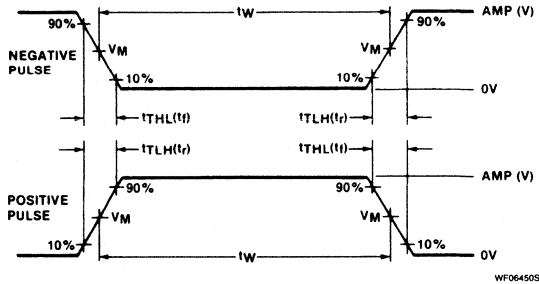 tW
AMP (V)
90% 90%
NEGATIVE
PULSE
VM VM
10% 10%
0V
tTHL(tf) tTLH(tr)
tTLH(tr) tTHL(tf)
AMP (V)
POSITIVE
PULSE
90% 90%
VM VM
10% 10%
tW
0V
WF06450S